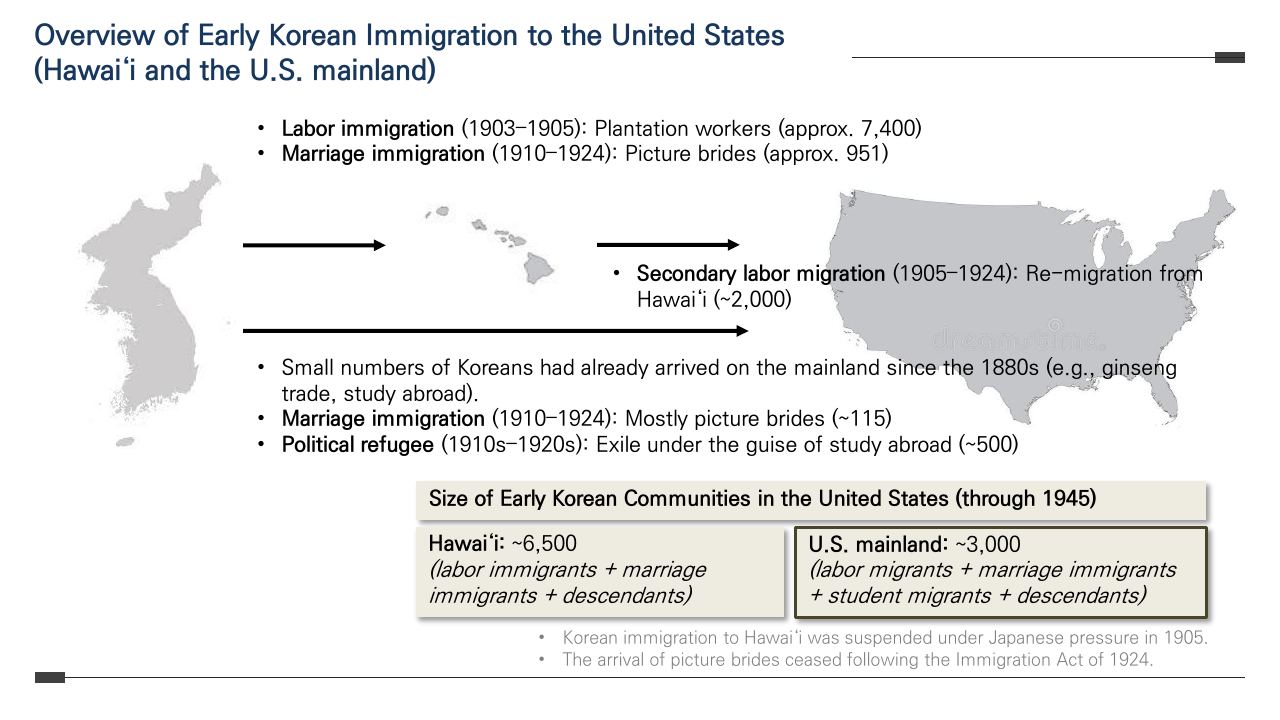 Overview of Early Korean Immigration to the United States
(Hawaiʻi and the U.S. mainland)
• Labor immigration (1903–1905): Plantation workers (approx. 7,400)
• Marriage immigration (1910–1924): Picture brides (approx. 951)
• Secondary labor migration (1905–1924): Re-migration from
Hawaiʻi (~2,000)
dreamstime.
• Small numbers of Koreans had already arrived on the mainland since the 1880s (e.g., ginseng
trade, study abroad).
• Marriage immigration (1910–1924): Mostly picture brides (~115)
• Political refugee (1910s–1920s): Exile under the guise of study abroad (~500)
Size of Early Korean Communities in the United States (through 1945)
Hawaiʻi: ~6,500
(labor immigrants + marriage
immigrants + descendants)
U.S. mainland: ~3,000
(labor migrants + marriage immigrants
+ student migrants + descendants)
• Korean immigration to Hawaiʻi was suspended under Japanese pressure in 1905.
• The arrival of picture brides ceased following the Immigration Act of 1924.